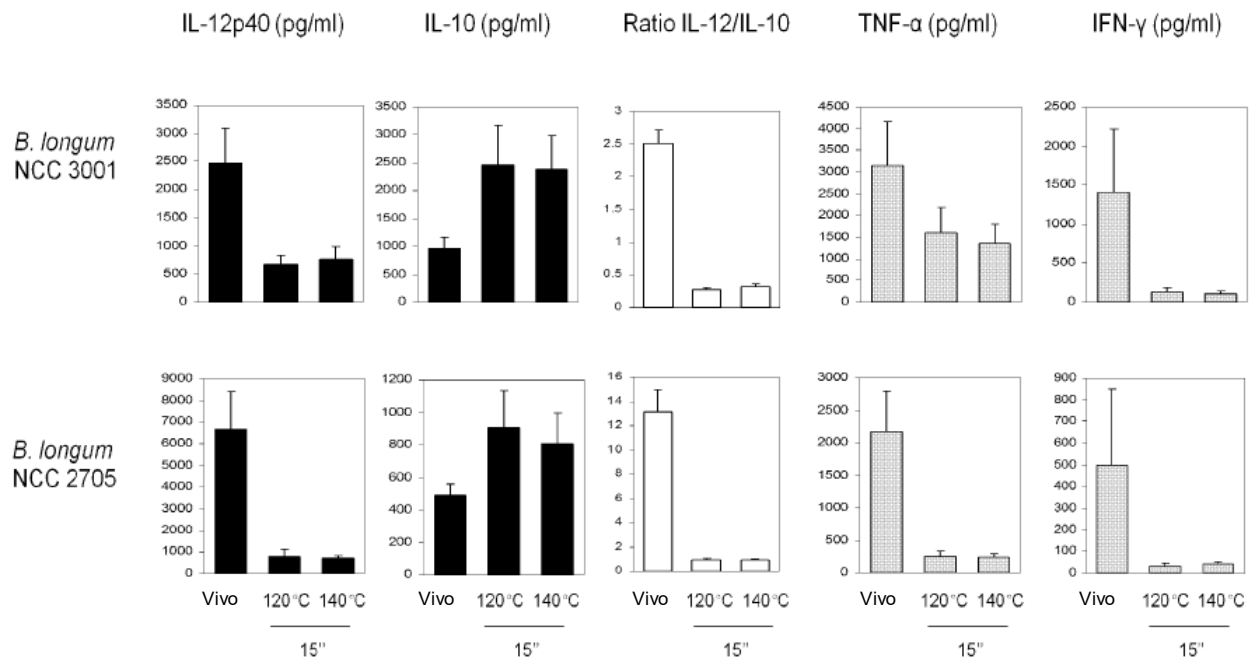 IL-12p40 (pg/ml) IL-10 (pg/ml) Ratio IL-12/IL-10 TNF-α (pg/ml) IFN-γ (pg/ml)
B. longum
NCC 3001
3500 3500 3 4500 2500
3000 3000 2.5 4000 2000
2500 2500 2 3500 1500
2000 2000 1.5 3000 1000
1500 1500 1 2500 500
1000 1000 0.5 2000 0
500 500 0 1500
0 0 1000
500
0
B. longum
NCC 2705
9000 1200 16 3000 900
8000 1000 14 2500 800
7000 800 12 2000 700
6000 600 10 1500 600
5000 400 8 1000 500
4000 200 6 500 400
3000 0 4 0 300
2000 2 200
1000 0 100
0 0
Vivo 120°C 140°C Vivo 120°C 140°C Vivo 120°C 140°C Vivo 120°C 140°C Vivo 120°C 140°C
15" 15" 15" 15" 15"